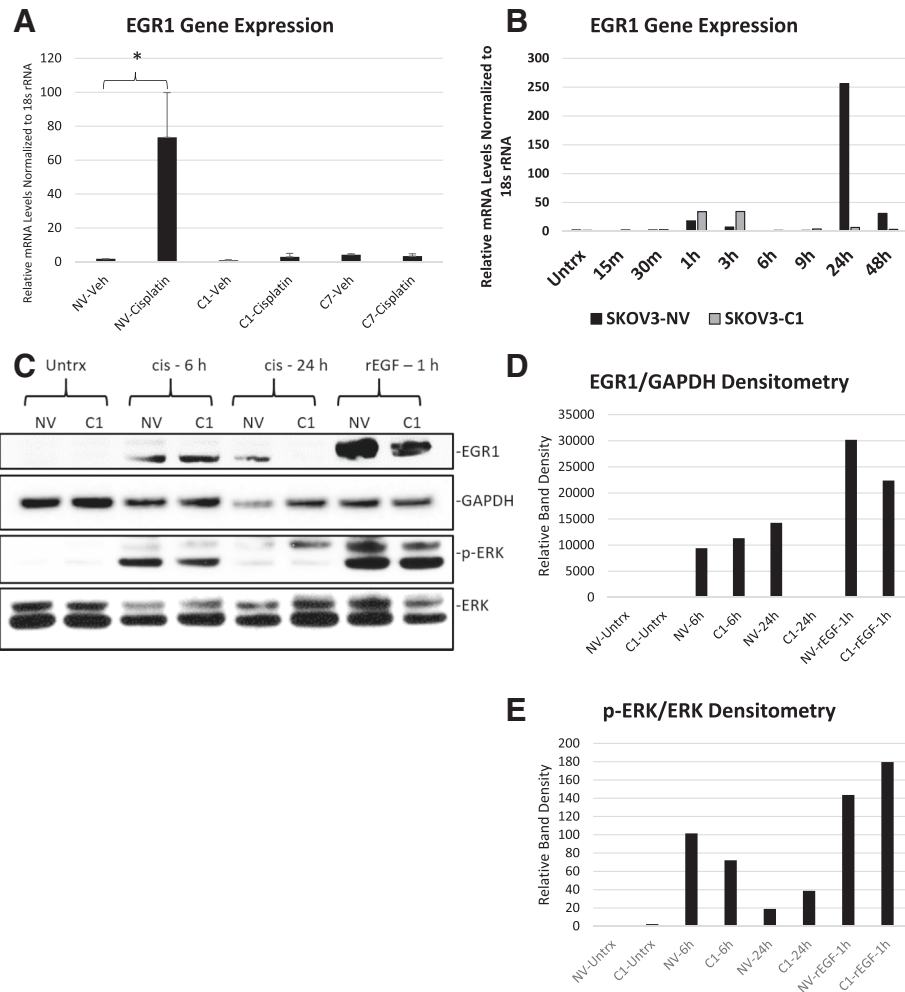 A
EGR1 Gene Expression
Relative mRNA Levels Normalized to 18s rRNA
120
100
80
60
40
20
0
*
NV-Veh
NV-Cisplatin
C1-Veh
C1-Cisplatin
C7-Veh
C7-Cisplatin
B
EGR1 Gene Expression
Relative mRNA Levels Normalized to
18s rRNA
300
250
200
150
100
50
0
Untrx
15m
30m
1h
3h
6h
9h
24h
48h
SKOV3-NV SKOV3-C1
C
Untrx cis - 6 h cis - 24 h rEGF – 1 h
NV C1 NV C1 NV C1 NV C1
-EGR1
-GAPDH
-p-ERK
-ERK
D
EGR1/GAPDH Densitometry
Relative Band Density
35000
30000
25000
20000
15000
10000
5000
0
NV-Untrx
C1-Untrx
NV-6h
C1-6h
NV-24h
C1-24h
NV-rEGF-1h
C1-rEGF-1h
E
p-ERK/ERK Densitometry
Relative Band Density
200
180
160
140
120
100
80
60
40
20
0
NV-Untrx
C1-Untrx
NV-6h
C1-6h
NV-24h
C1-24h
NV-rEGF-1h
C1-rEGF-1h